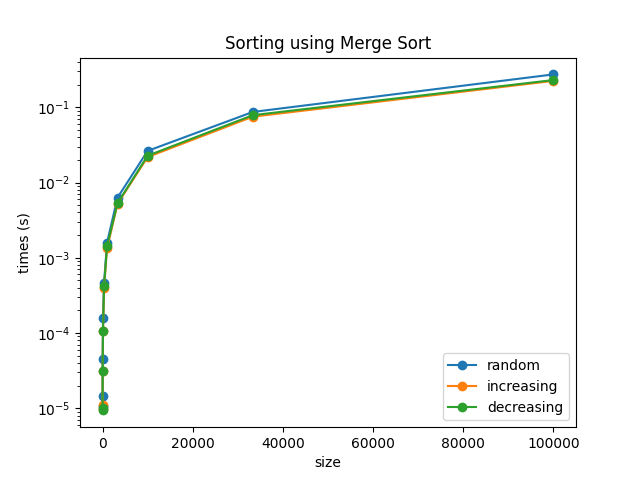 Sorting using Merge Sort
times (s)
10⁻¹
10⁻²
10⁻³
10⁻⁴
10⁻⁵
random
increasing
decreasing
0 20000 40000 60000 80000 100000
size